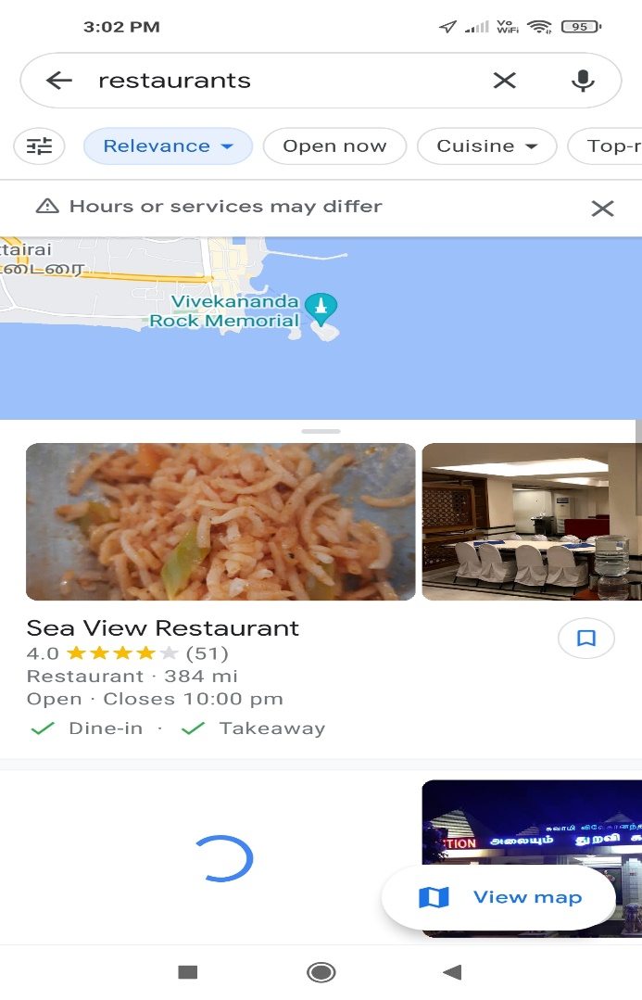 3:02 PM
Vo
WiFi
95
restaurants
Relevance
Open now
Cuisine
Top-r
Hours or services may differ
ttairai
டைரை
Vivekananda
Rock Memorial
Sea View Restaurant
4.0 (51)
Restaurant · 384 mi
Open · Closes 10:00 pm
Dine-in · Takeaway
சுவாமி விவேகானந்த
TION அலையும் துறவி க
View map